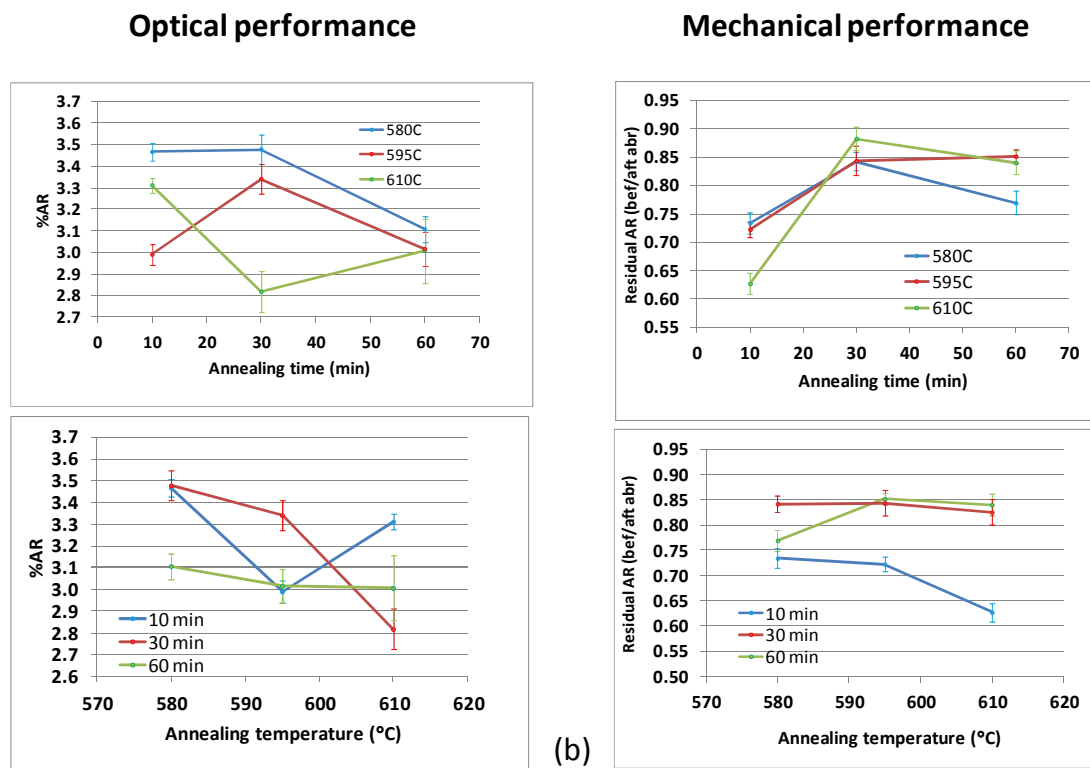 Optical performance
Mechanical performance
3.7
3.6
3.5
3.4
3.3
3.2
3.1
3.0
2.9
2.8
2.7
%AR
580C
595C
610C
0 10 20 30 40 50 60 70
Annealing time (min)
0.95
0.90
0.85
0.80
0.75
0.70
0.65
0.60
0.55
Residual AR (bef/aft abr)
580C
595C
610C
0 10 20 30 40 50 60 70
Annealing time (min)
3.7
3.6
3.5
3.4
3.3
3.2
3.1
3.0
2.9
2.8
2.7
2.6
%AR
10 min
30 min
60 min
570 580 590 600 610 620
Annealing temperature (°C)
(b)
0.95
0.90
0.85
0.80
0.75
0.70
0.65
0.60
0.55
0.50
Residual AR (bef/aft abr)
10 min
30 min
60 min
570 580 590 600 610 620
Annealing temperature (°C)